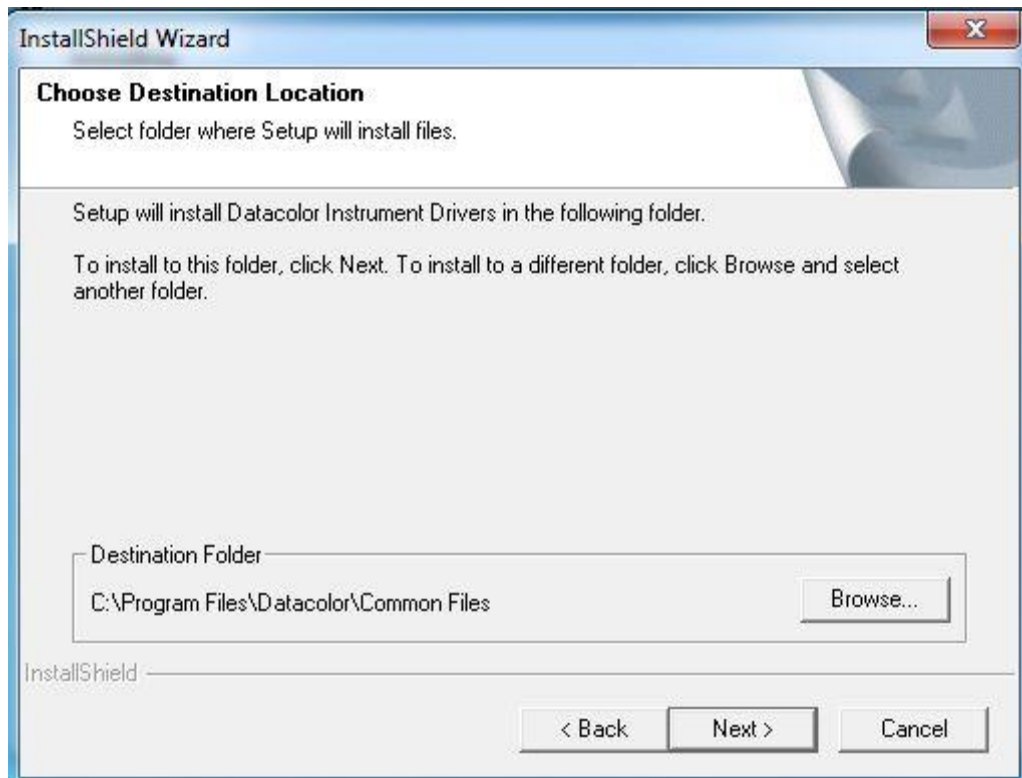 InstallShield Wizard
Choose Destination Location
Select folder where Setup will install files.
Setup will install Datacolor Instrument Drivers in the following folder.
To install to this folder, click Next. To install to a different folder, click Browse and select
another folder.
Destination Folder
C:\Program Files\Datacolor\Common Files
Browse...
InstallShield
< Back
Next >
Cancel